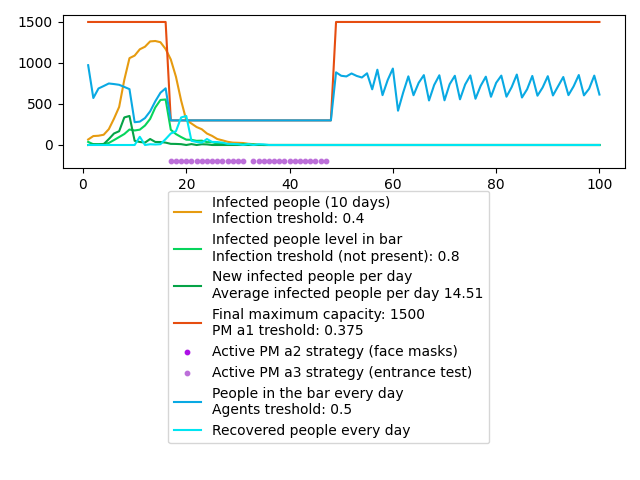 1500
1000
500
0
0 20 40 60 80 100
Infected people (10 days)
Infection treshold: 0.4
Infected people level in bar
Infection treshold (not present): 0.8
New infected people per day
Average infected people per day 14.51
Final maximum capacity: 1500
PM a1 treshold: 0.375
Active PM a2 strategy (face masks)
Active PM a3 strategy (entrance test)
People in the bar every day
Agents treshold: 0.5
Recovered people every day